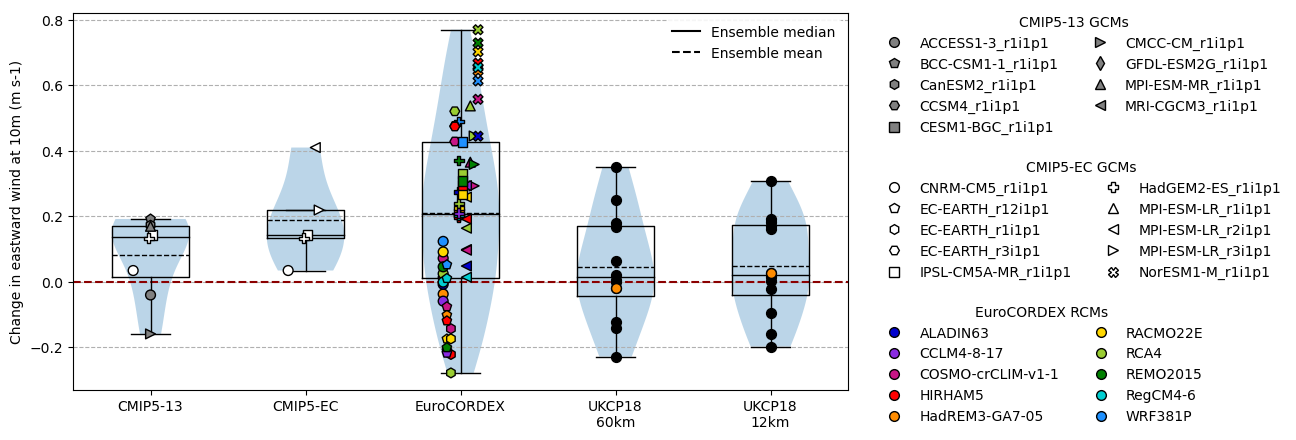 Change in eastward wind at 10m (m s-1)
0.8
0.6
0.4
0.2
0.0
−0.2
CMIP5-13
CMIP5-EC
EuroCORDEX
UKCP18
60km
UKCP18
12km
Ensemble median
Ensemble mean
CMIP5-13 GCMs
ACCESS1-3_r1i1p1
BCC-CSM1-1_r1i1p1
CanESM2_r1i1p1
CCSM4_r1i1p1
CESM1-BGC_r1i1p1
CMCC-CM_r1i1p1
GFDL-ESM2G_r1i1p1
MPI-ESM-MR_r1i1p1
MRI-CGCM3_r1i1p1
CMIP5-EC GCMs
CNRM-CM5_r1i1p1
EC-EARTH_r12i1p1
EC-EARTH_r1i1p1
EC-EARTH_r3i1p1
IPSL-CM5A-MR_r1i1p1
HadGEM2-ES_r1i1p1
MPI-ESM-LR_r1i1p1
MPI-ESM-LR_r2i1p1
MPI-ESM-LR_r3i1p1
NorESM1-M_r1i1p1
EuroCORDEX RCMs
ALADIN63
CCLM4-8-17
COSMO-crCLIM-v1-1
HIRHAM5
HadREM3-GA7-05
RACMO22E
RCA4
REMO2015
RegCM4-6
WRF381P